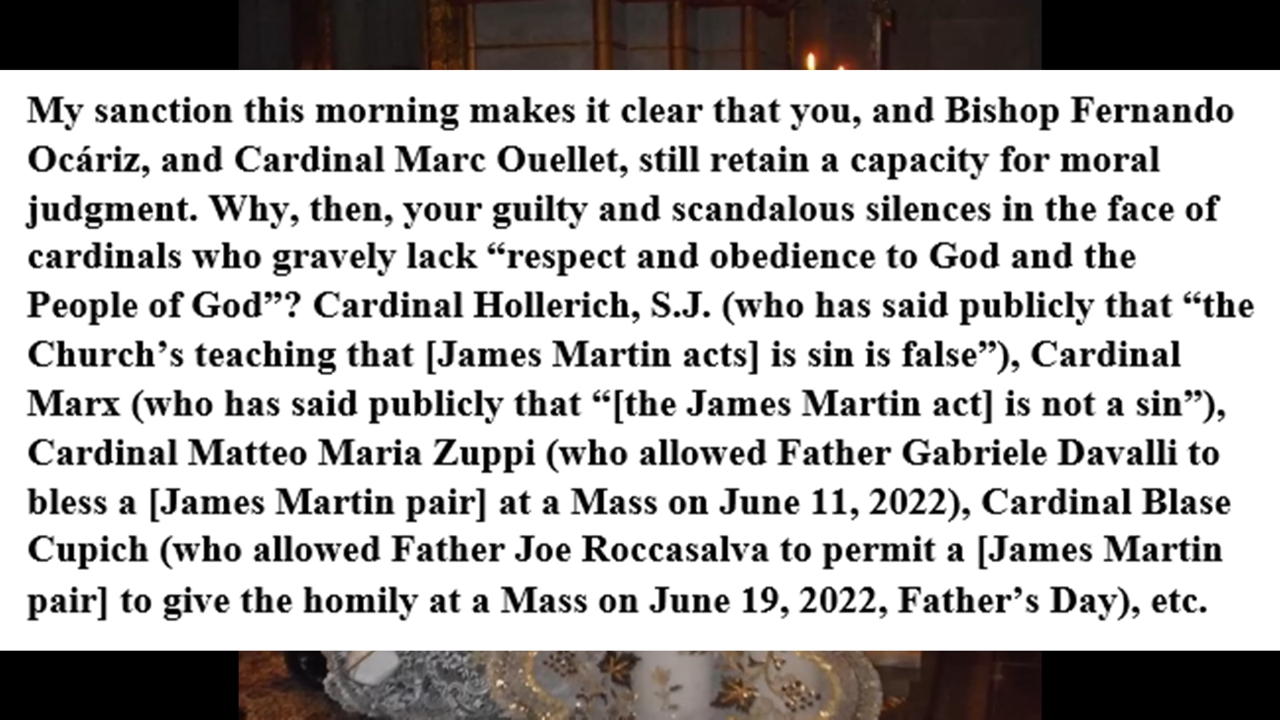 My sanction this morning makes it clear that you, and Bishop Fernando
Ocáriz, and Cardinal Marc Ouellet, still retain a capacity for moral
judgment. Why, then, your guilty and scandalous silences in the face of
cardinals who gravely lack “respect and obedience to God and the
People of God”? Cardinal Hollerich, S.J. (who has said publicly that “the
Church’s teaching that [James Martin acts] is sin is false”), Cardinal
Marx (who has said publicly that “[the James Martin act] is not a sin”),
Cardinal Matteo Maria Zuppi (who allowed Father Gabriele Davalli to
bless a [James Martin pair] at a Mass on June 11, 2022), Cardinal Blase
Cupich (who allowed Father Joe Roccasalva to permit a [James Martin
pair] to give the homily at a Mass on June 19, 2022, Father’s Day), etc.